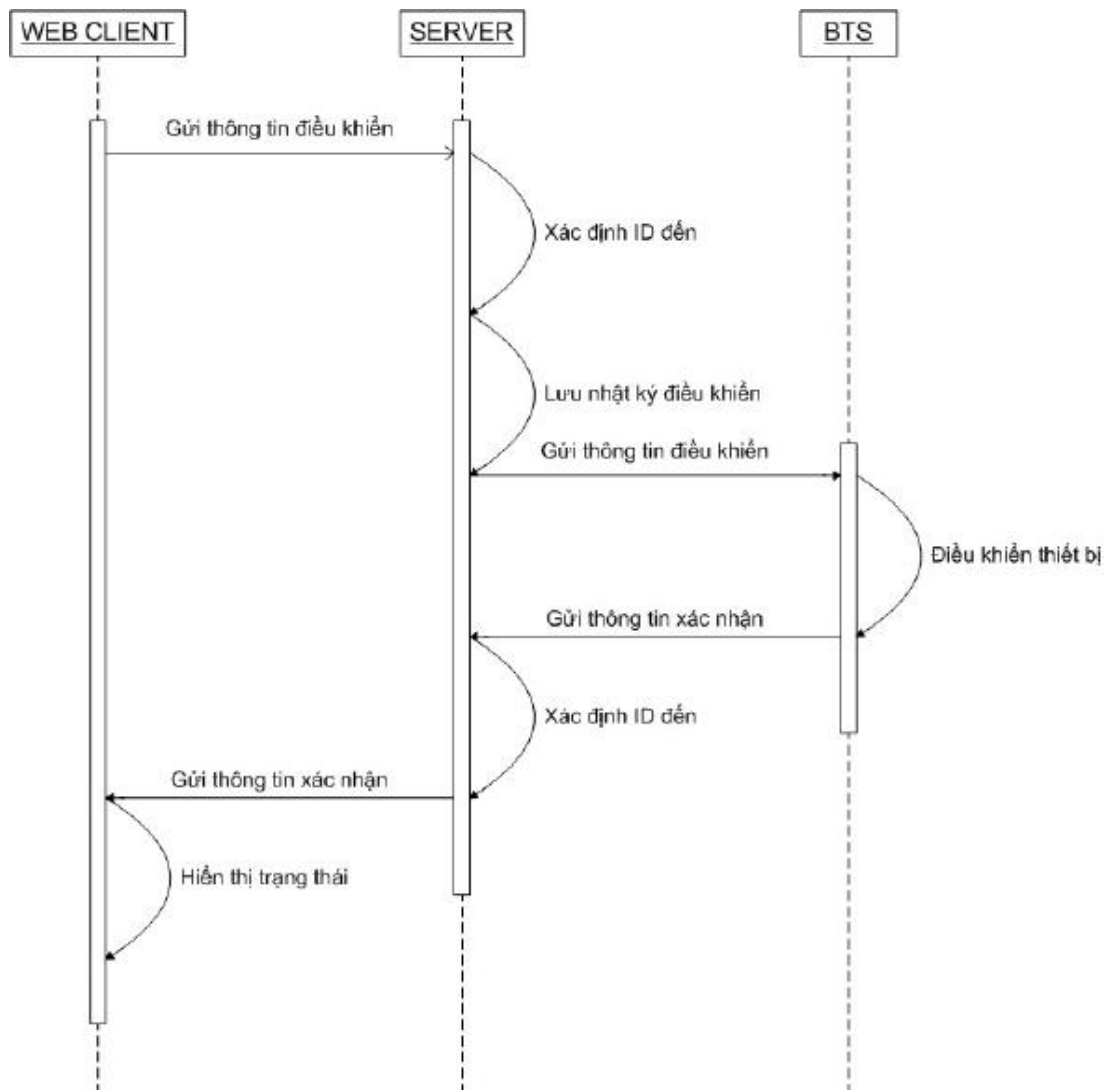 WEB CLIENT
SERVER
BTS
Gửi thông tin điều khiển
Xác định ID đến
Lưu nhật ký điều khiển
Gửi thông tin điều khiển
Điều khiển thiết bị
Gửi thông tin xác nhận
Xác định ID đến
Gửi thông tin xác nhận
Hiển thị trạng thái